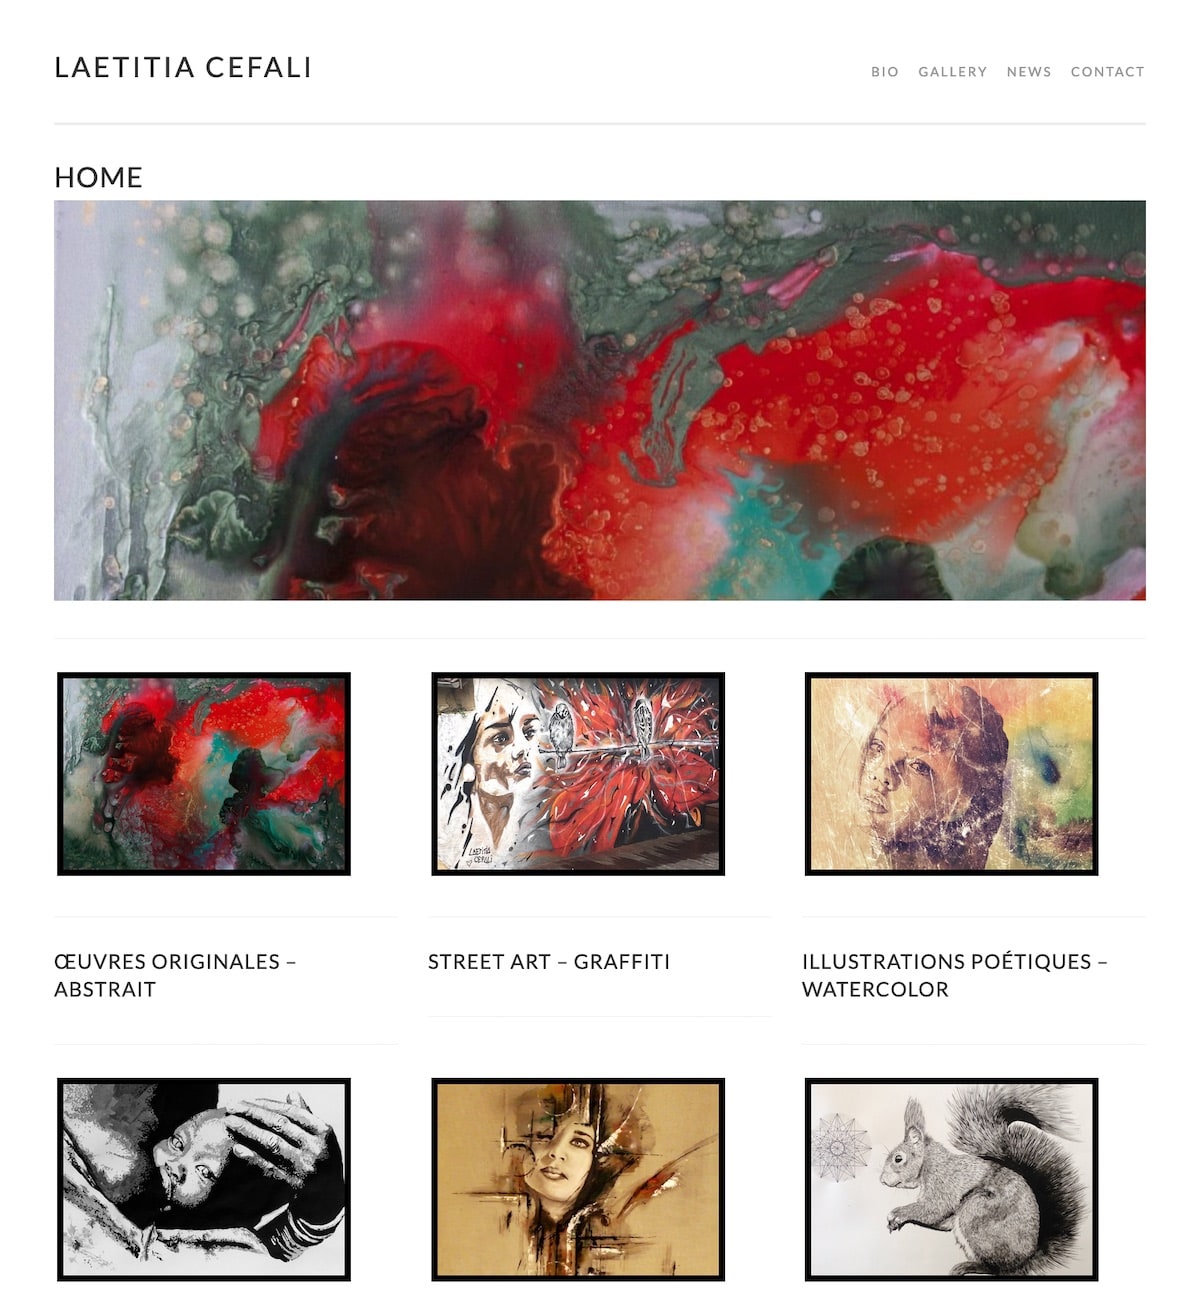 LAETITIA CEFALI
BIO GALLERY NEWS CONTACT
HOME
LAETITIA
CEFALI
ŒUVRES ORIGINALES –
ABSTRAIT
STREET ART – GRAFFITI
ILLUSTRATIONS POÉTIQUES –
WATERCOLOR